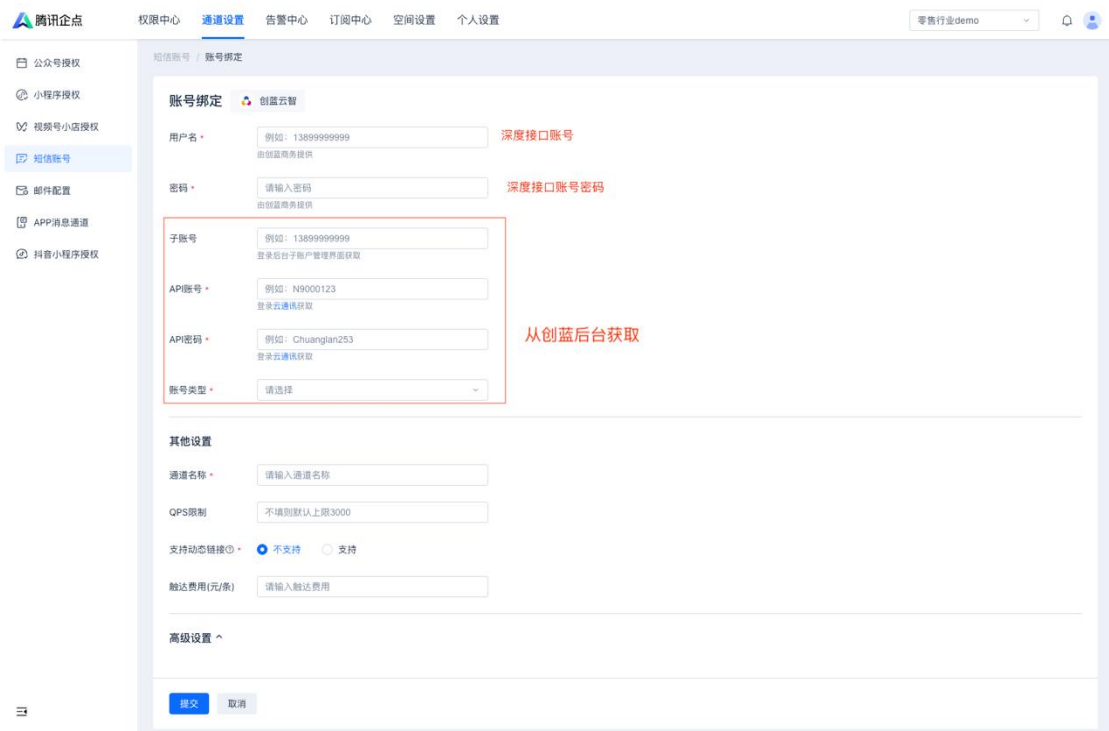 腾讯企点 权限中心 通道设置 告警中心 订阅中心 空间设置 个人设置 零售行业demo
公众号授权
小程序授权
视频号小店授权
短信账号
邮件配置
APP消息通道
抖音小程序授权
短信账号 / 账号绑定
账号绑定 创蓝云智
用户名 * 例如：13899999999 深度接口账号
由创蓝商务提供
密码 * 请输入密码 深度接口账号密码
由创蓝商务提供
子账号 例如：13899999999
登录后台子账户管理界面获取
API账号 * 例如：N9000123
登录云通讯获取
从创蓝后台获取
API密码 * 例如：Chuanglan253
登录云通讯获取
账号类型 * 请选择
其他设置
通道名称 * 请输入通道名称
QPS限制 不填则默认上限3000
支持动态链接 * 不支持 支持
触达费用(元/条) 请输入触达费用
高级设置
提交 取消